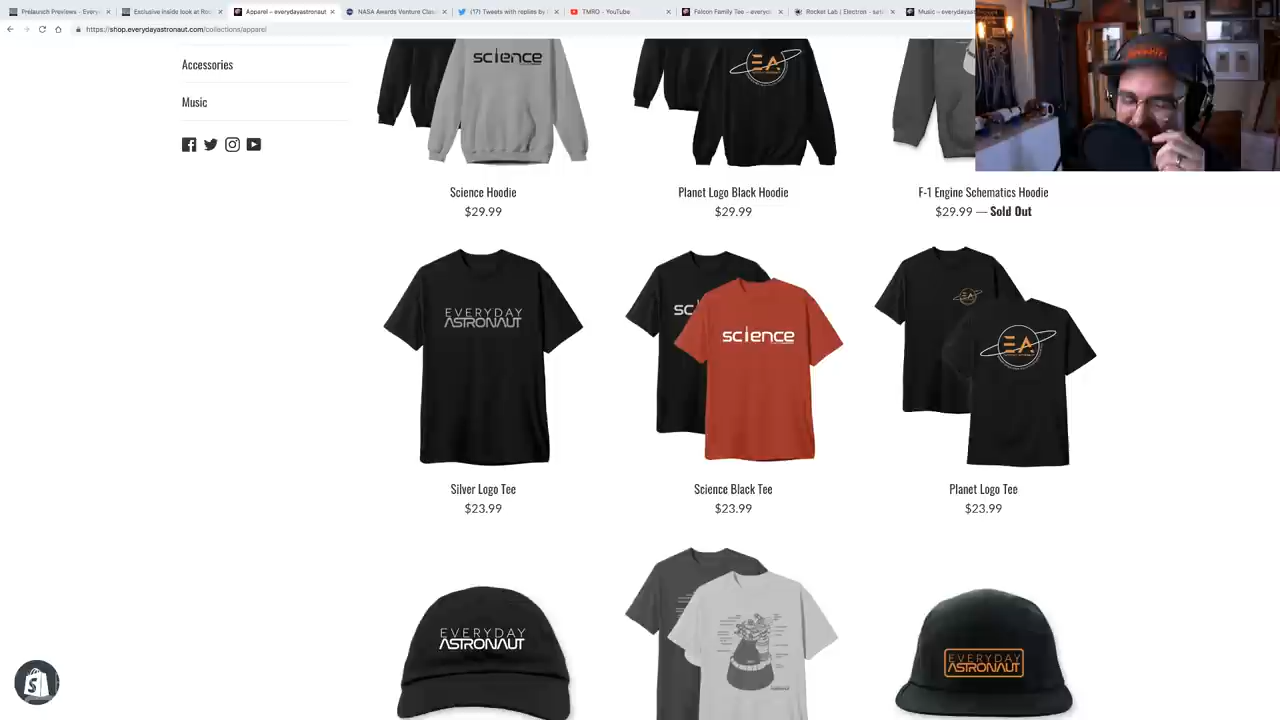 Prelaunch Previews - Every
Exclusive inside look at Ro
Apparel – everydayastronaut
NASA Awards Venture Clas
(17) Tweets with replies by
TMRO - YouTube
Falcon Family Tee – everyd
Rocket Lab | Electron - sat
Music – everydayas
https://shop.everydayastronaut.com/collections/apparel
Accessories
Music
science
EA
Science Hoodie
$29.99
Planet Logo Black Hoodie
$29.99
F-1 Engine Schematics Hoodie
$29.99 — Sold Out
EVERYDAY
ASTRONAUT
sc
science
EA
EA
Silver Logo Tee
$23.99
Science Black Tee
$23.99
Planet Logo Tee
$23.99
EVERYDAY
ASTRONAUT
EVERYDAY
ASTRONAUT